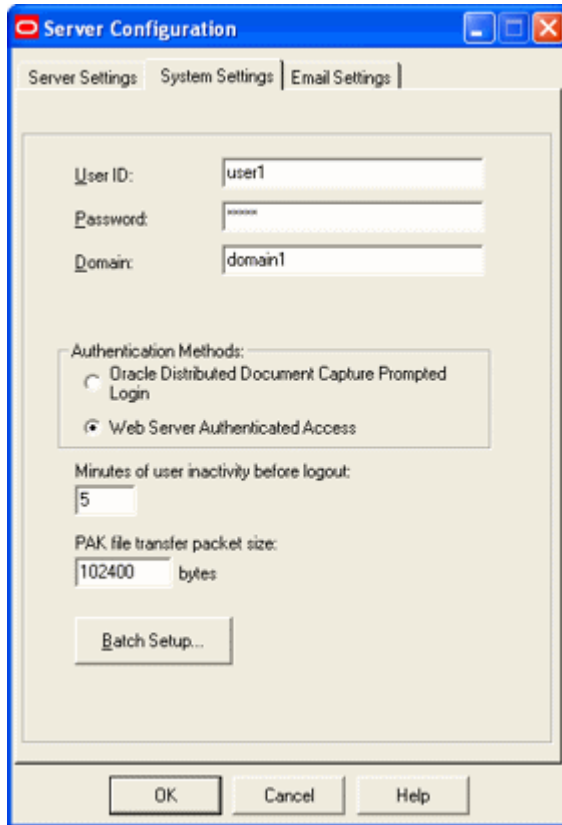 Server Configuration
Server Settings
System Settings
Email Settings
User ID:
user1
Password:
*****
Domain:
domain1
Authentication Methods:
Oracle Distributed Document Capture Prompted
Login
Web Server Authenticated Access
Minutes of user inactivity before logout:
5
PAK file transfer packet size:
102400 bytes
Batch Setup...
OK
Cancel
Help